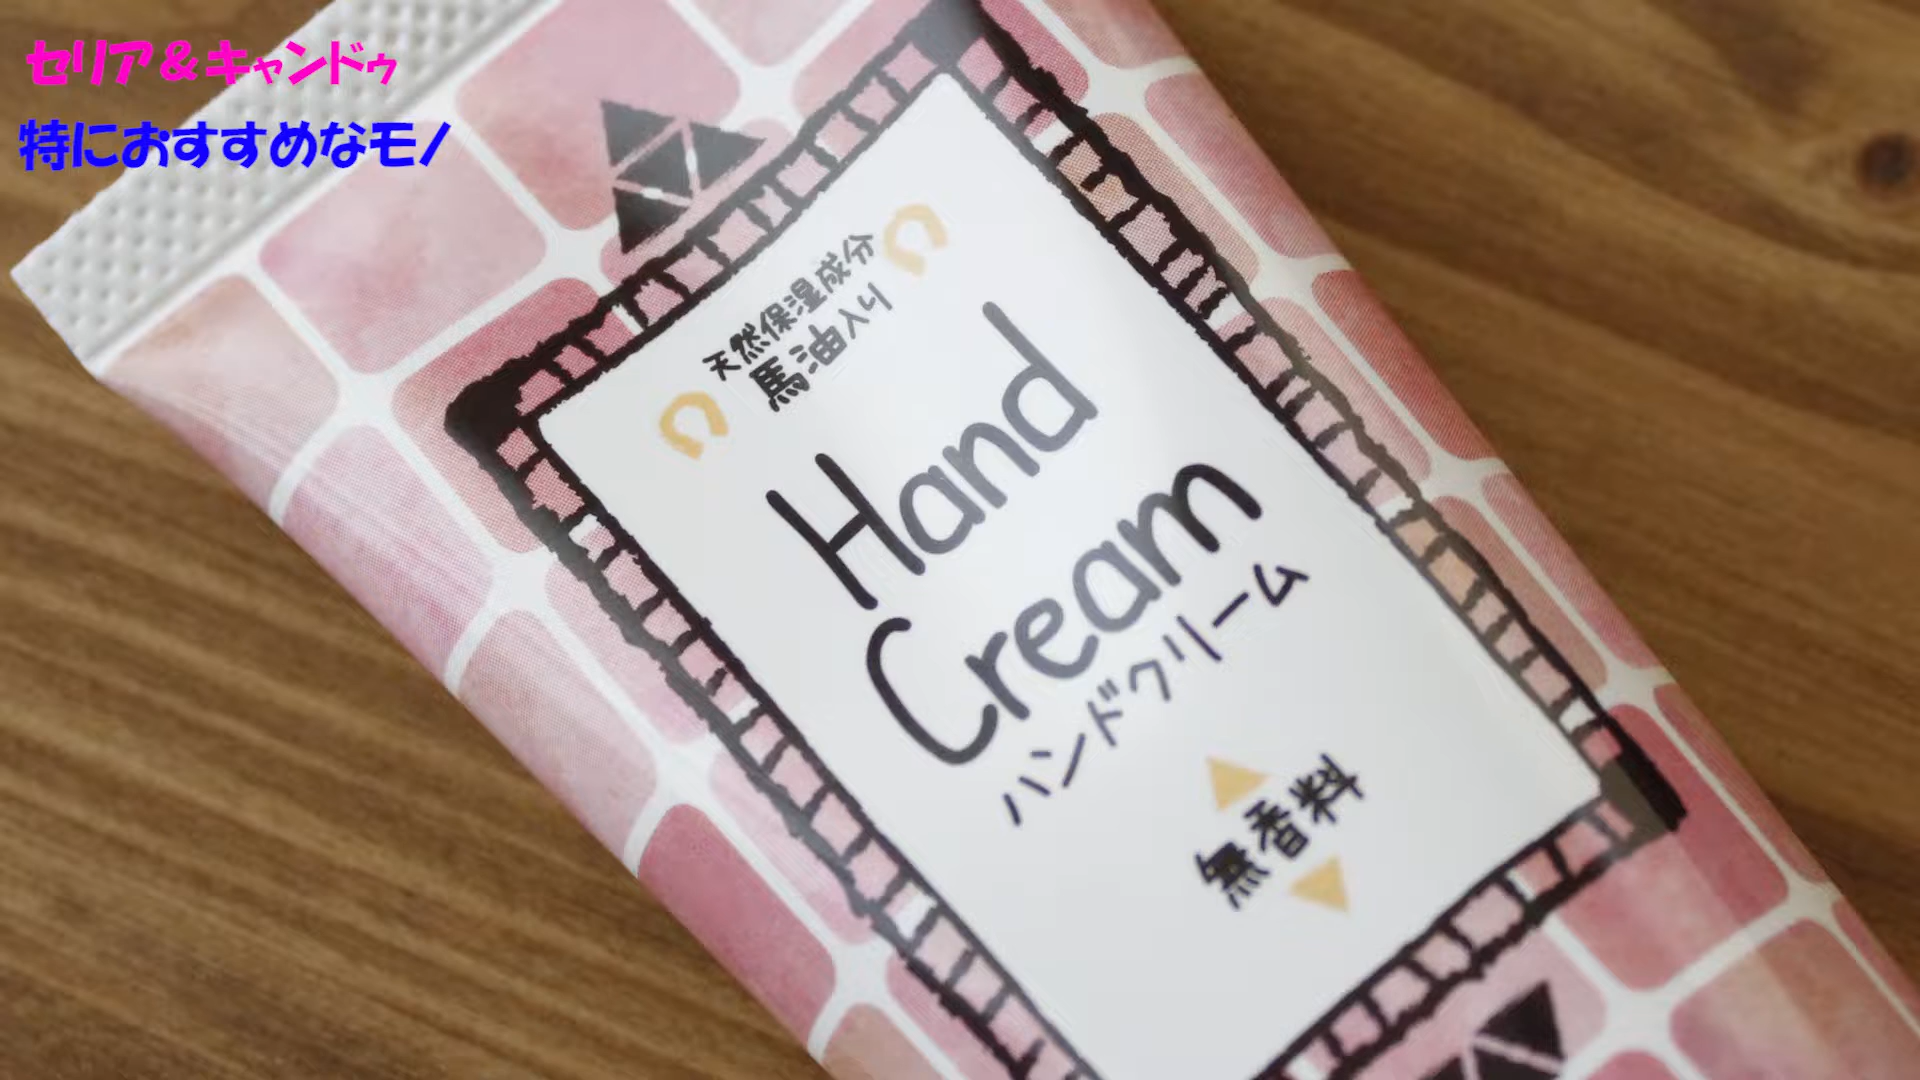 セリア&キャンドゥ
特におすすめなモノ
天然保湿成分
馬油入り
Hand
Cream
ハンドクリーム
無香料